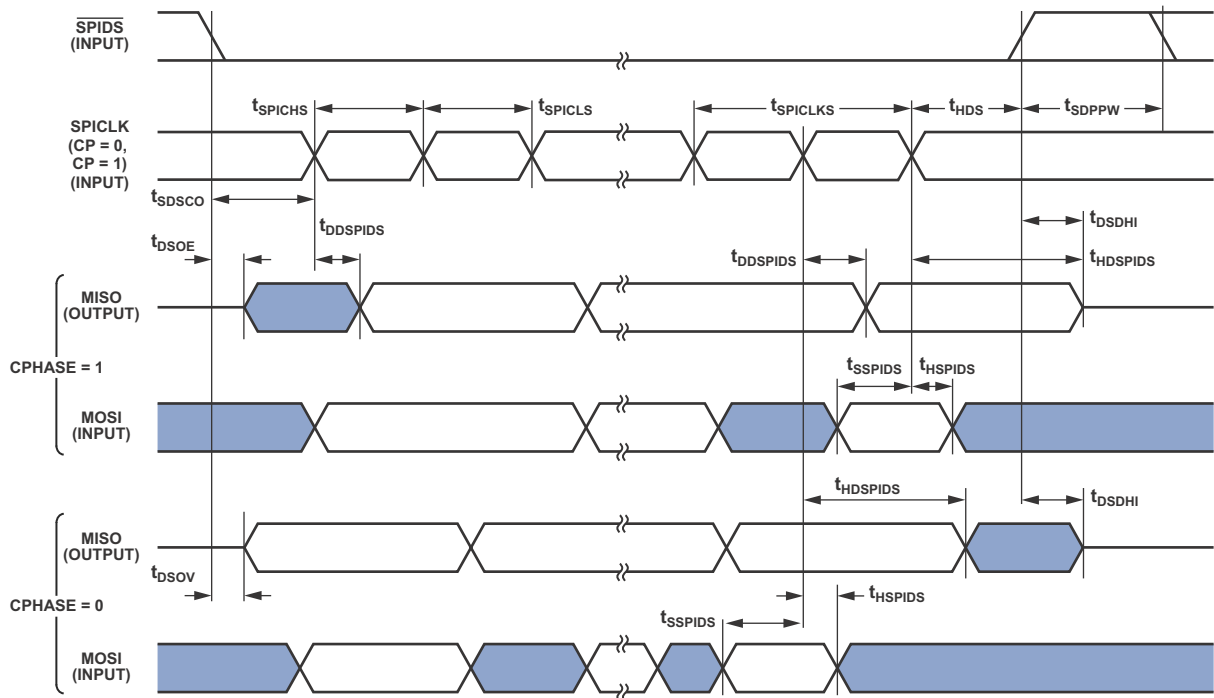 SPIDS
(INPUT)
tSPICHS
tSPICLS
tSPICLKS
tHDS
tSDPPW
SPICLK
(CP = 0,
CP = 1)
(INPUT)
tSDSCO
tDDSPIDS
tDSOE
tDSDHI
tDDSPIDS
tHDSPIDS
MISO
(OUTPUT)
CPHASE = 1
tSSPIDS
tHSPIDS
MOSI
(INPUT)
tHDSPIDS
tDSDHI
MISO
(OUTPUT)
tDSOV
CPHASE = 0
tHSPIDS
tSSPIDS
MOSI
(INPUT)